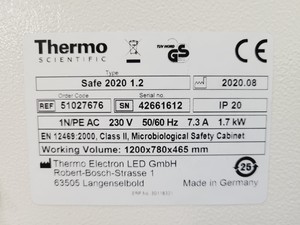 Thermo
SCIENTIFIC
TÜV NORD
GS
Type
Safe 2020 1.2
2020.08
Order Code
Serial no.
REF 51027676
SN 42661612
IP 20
1N/PE AC 230 V 50/60 Hz 7.3 A 1.7 kW
EN 12469:2000, Class II, Microbiological Safety Cabinet
Working Volume: 1200x780x465 mm
Thermo Electron LED GmbH
Robert-Bosch-Strasse 1
63505 Langenselbold
25
Made in Germany